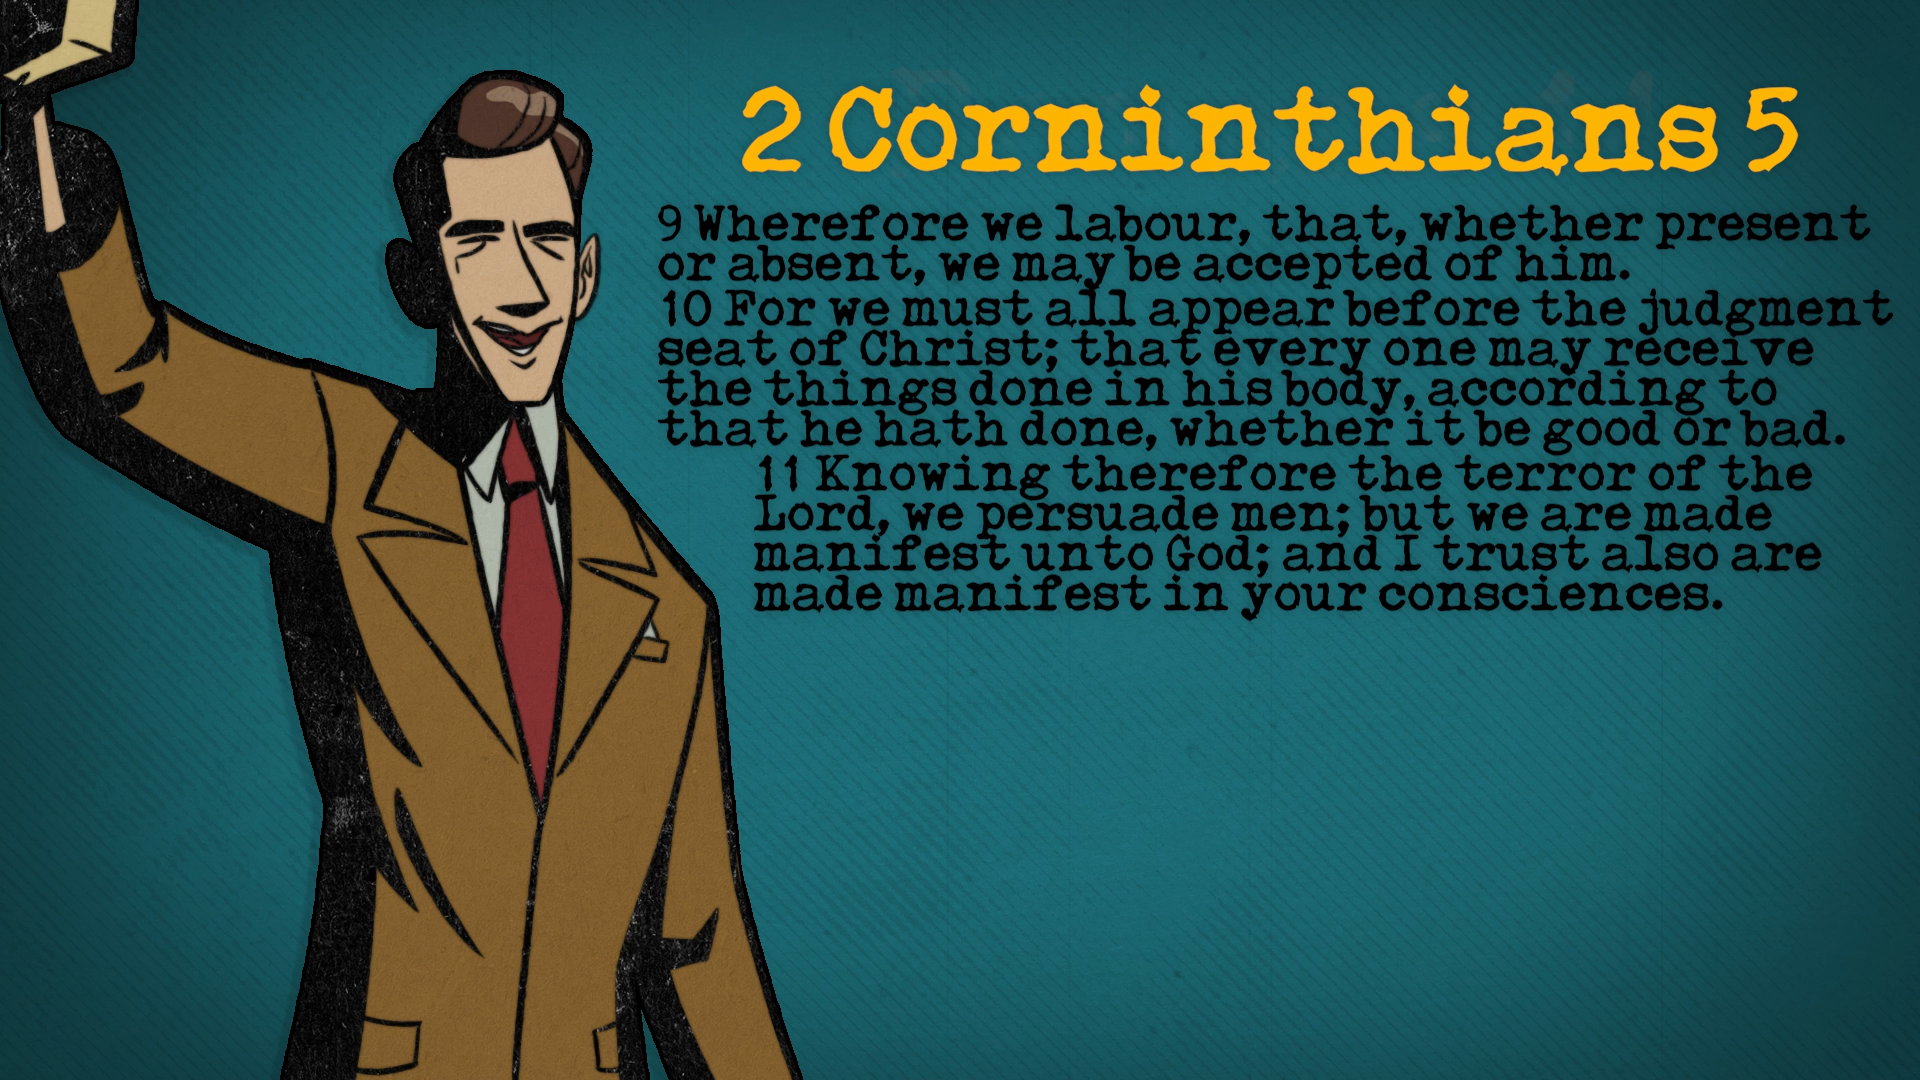 2 Corninthians 5
9 Wherefore we labour, that, whether present
or absent, we may be accepted of him.
10 For we must all appear before the judgment
seat of Christ; that every one may receive
the things done in his body, according to
that he hath done, whether it be good or bad.
11 Knowing therefore the terror of the
Lord, we persuade men; but we are made
manifest unto God; and I trust also are
made manifest in your consciences.